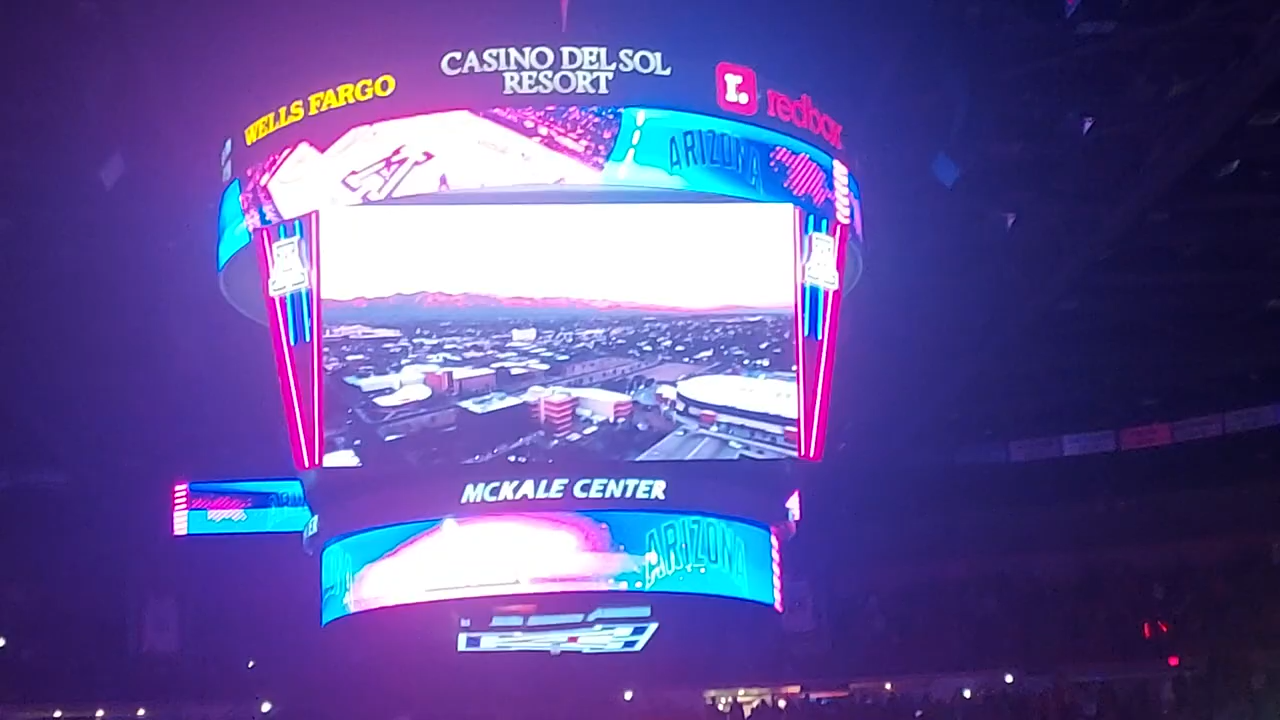 CASINO DEL SOL
RESORT
WELLS FARGO
r.
redbox
ARIZONA
A
A
A
MCKALE CENTER
ARIZONA